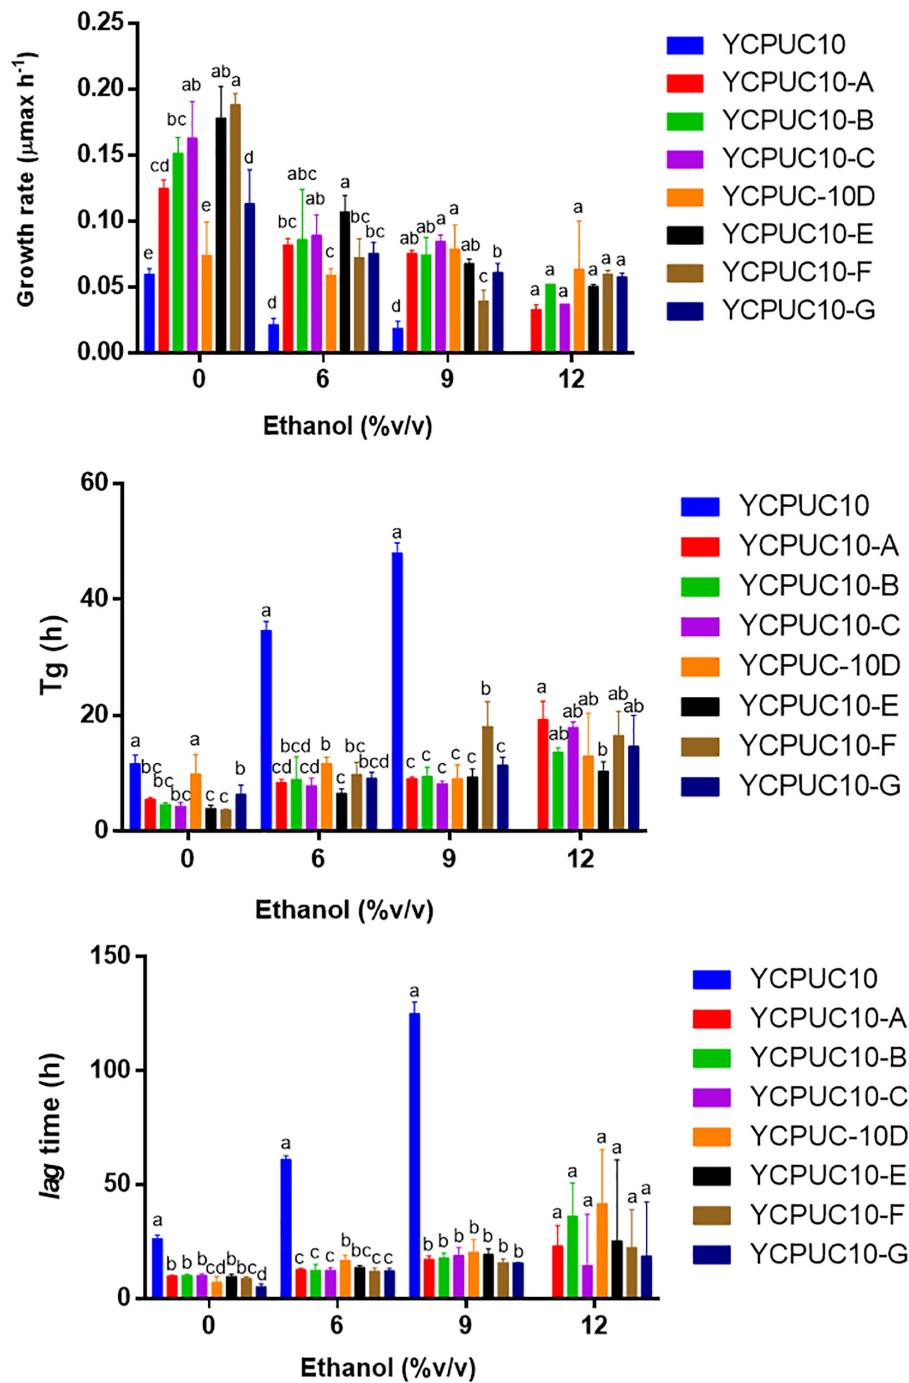 0.25
0.20
0.15
0.10
0.05
0.00
Growth rate (μmax h-1)
e cd bc ab e ab a d
d bc abc ab c a bc bc
d ab ab a a ab c b
a a a a a a a
0 6 9 12
Ethanol (%v/v)
YCPUC10
YCPUC10-A
YCPUC10-B
YCPUC10-C
YCPUC-10D
YCPUC10-E
YCPUC10-F
YCPUC10-G
60
40
20
0
Tg (h)
a bc bc bc a c c b
a cd bcd cd b c bc bcd
a c c c c c b c
a ab ab ab b ab ab
0 6 9 12
Ethanol (%v/v)
YCPUC10
YCPUC10-A
YCPUC10-B
YCPUC10-C
YCPUC-10D
YCPUC10-E
YCPUC10-F
YCPUC10-G
150
100
50
0
lag time (h)
a b b b cd b bc d
a c c c b bc c c
a b b b b b b b
a a a a a a a
0 6 9 12
Ethanol (%v/v)
YCPUC10
YCPUC10-A
YCPUC10-B
YCPUC10-C
YCPUC-10D
YCPUC10-E
YCPUC10-F
YCPUC10-G